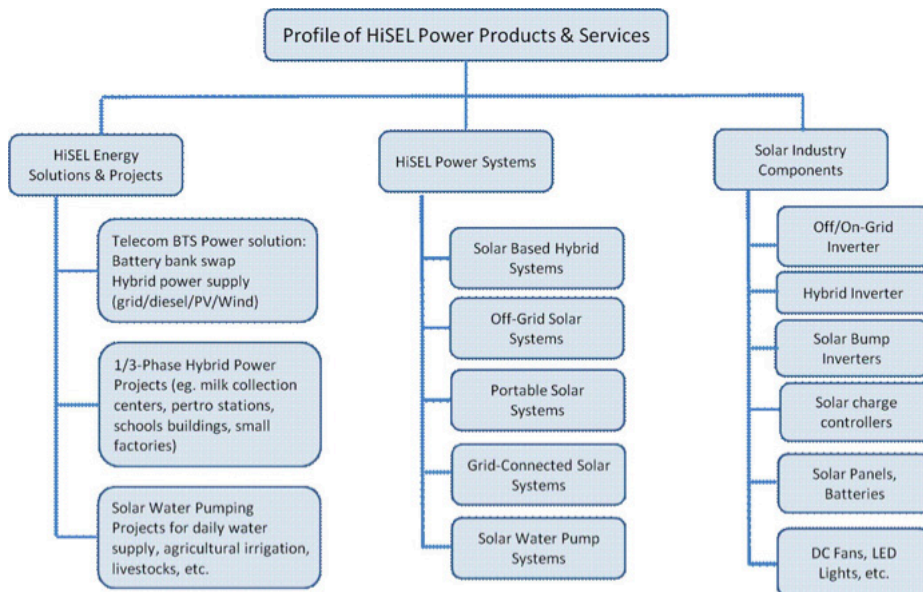 Profile of HiSEL Power Products & Services
HiSEL Energy
Solutions & Projects
Telecom BTS Power solution:
Battery bank swap
Hybrid power supply
(grid/diesel/PV/Wind)
1/3-Phase Hybrid Power
Projects (eg. milk collection
centers, pertro stations,
schools buildings, small
factories)
Solar Water Pumping
Projects for daily water
supply, agricultural irrigation,
livestocks, etc.
HiSEL Power Systems
Solar Based Hybrid
Systems
Off-Grid Solar
Systems
Portable Solar
Systems
Grid-Connected Solar
Systems
Solar Water Pump
Systems
Solar Industry
Components
Off/On-Grid
Inverter
Hybrid Inverter
Solar Bump
Inverters
Solar charge
controllers
Solar Panels,
Batteries
DC Fans, LED
Lights, etc.